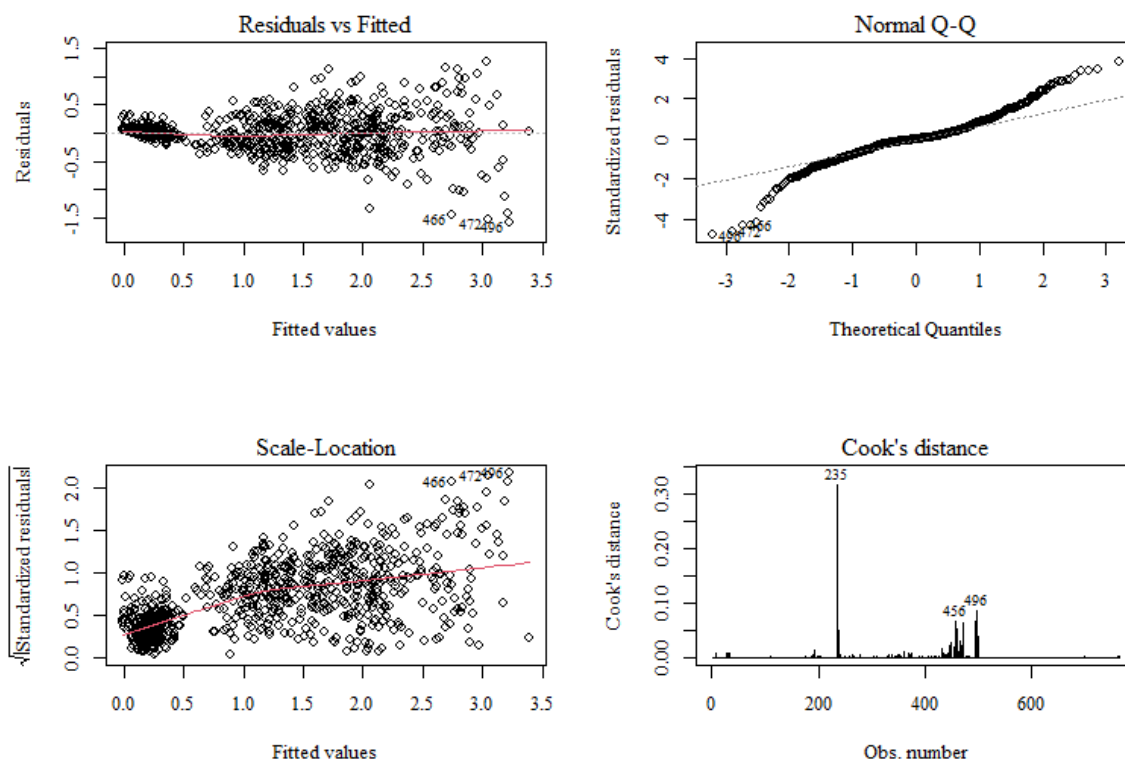 Residuals vs Fitted
Residuals
1.5
0.5
-0.5
-1.5
466
472
496
0.0 0.5 1.0 1.5 2.0 2.5 3.0 3.5
Fitted values
Normal Q-Q
Standardized residuals
4
2
0
-2
-4
496
472
466
-3 -2 -1 0 1 2 3
Theoretical Quantiles
Scale-Location
√|Standardized residuals|
2.0
1.5
1.0
0.5
0.0
466
472
496
0.0 0.5 1.0 1.5 2.0 2.5 3.0 3.5
Fitted values
Cook's distance
Cook's distance
0.30
0.20
0.10
0.00
235
456
496
0 200 400 600
Obs. number